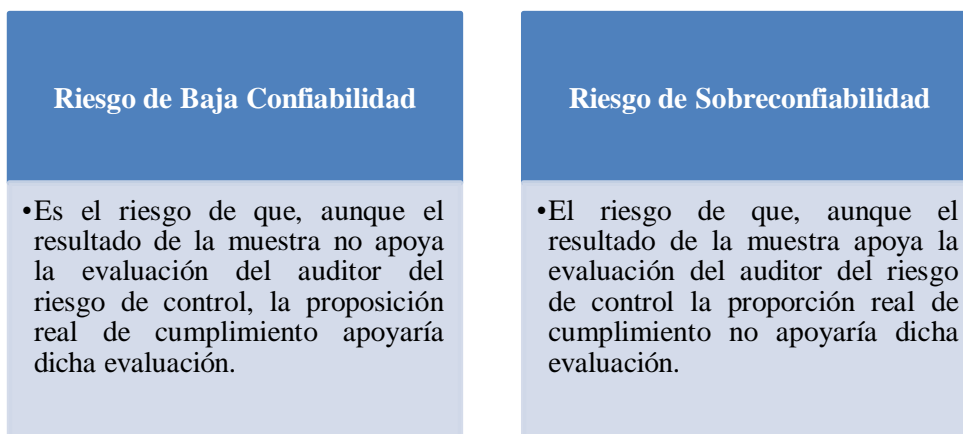 Riesgo de Baja Confiabilidad
•Es el riesgo de que, aunque el
resultado de la muestra no apoya
la evaluación del auditor del
riesgo de control, la proposición
real de cumplimiento apoyaría
dicha evaluación.
Riesgo de Sobreconfiabilidad
•El riesgo de que, aunque el
resultado de la muestra apoya la
evaluación del auditor del riesgo
de control la proporción real de
cumplimiento no apoyaría dicha
evaluación.